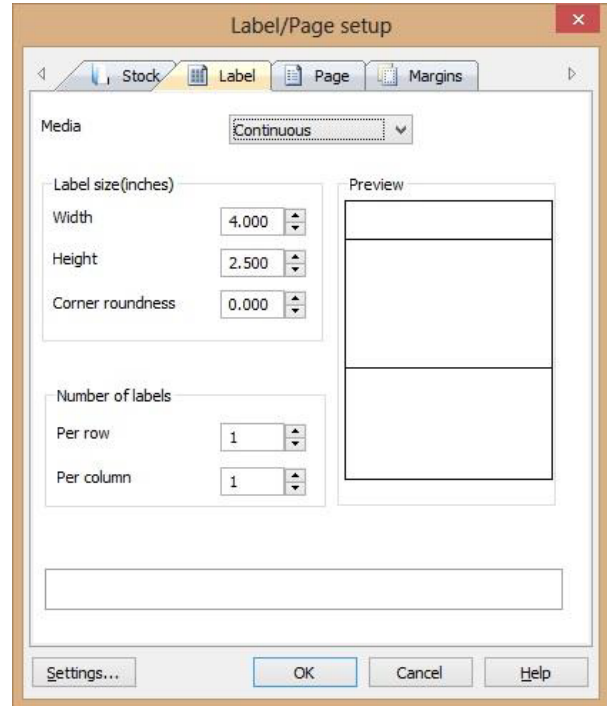 Label/Page setup
Stock Label Page Margins
Media Continuous
Label size(inches)
Width 4.000
Height 2.500
Corner roundness 0.000
Preview
Number of labels
Per row 1
Per column 1
Settings... OK Cancel Help